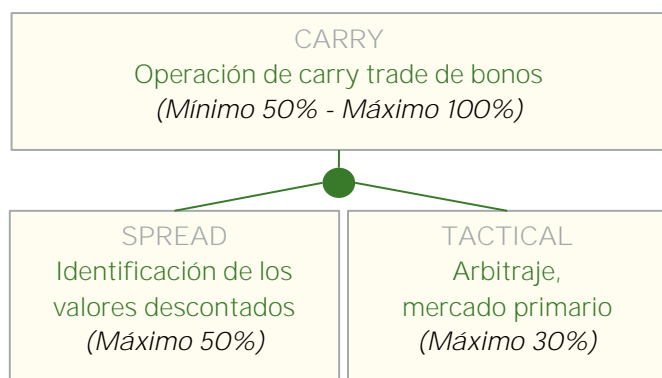 CARRY
Operación de carry trade de bonos
(Mínimo 50% - Máximo 100%)
SPREAD
Identificación de los
valores descontados
(Máximo 50%)
TACTICAL
Arbitraje,
mercado primario
(Máximo 30%)